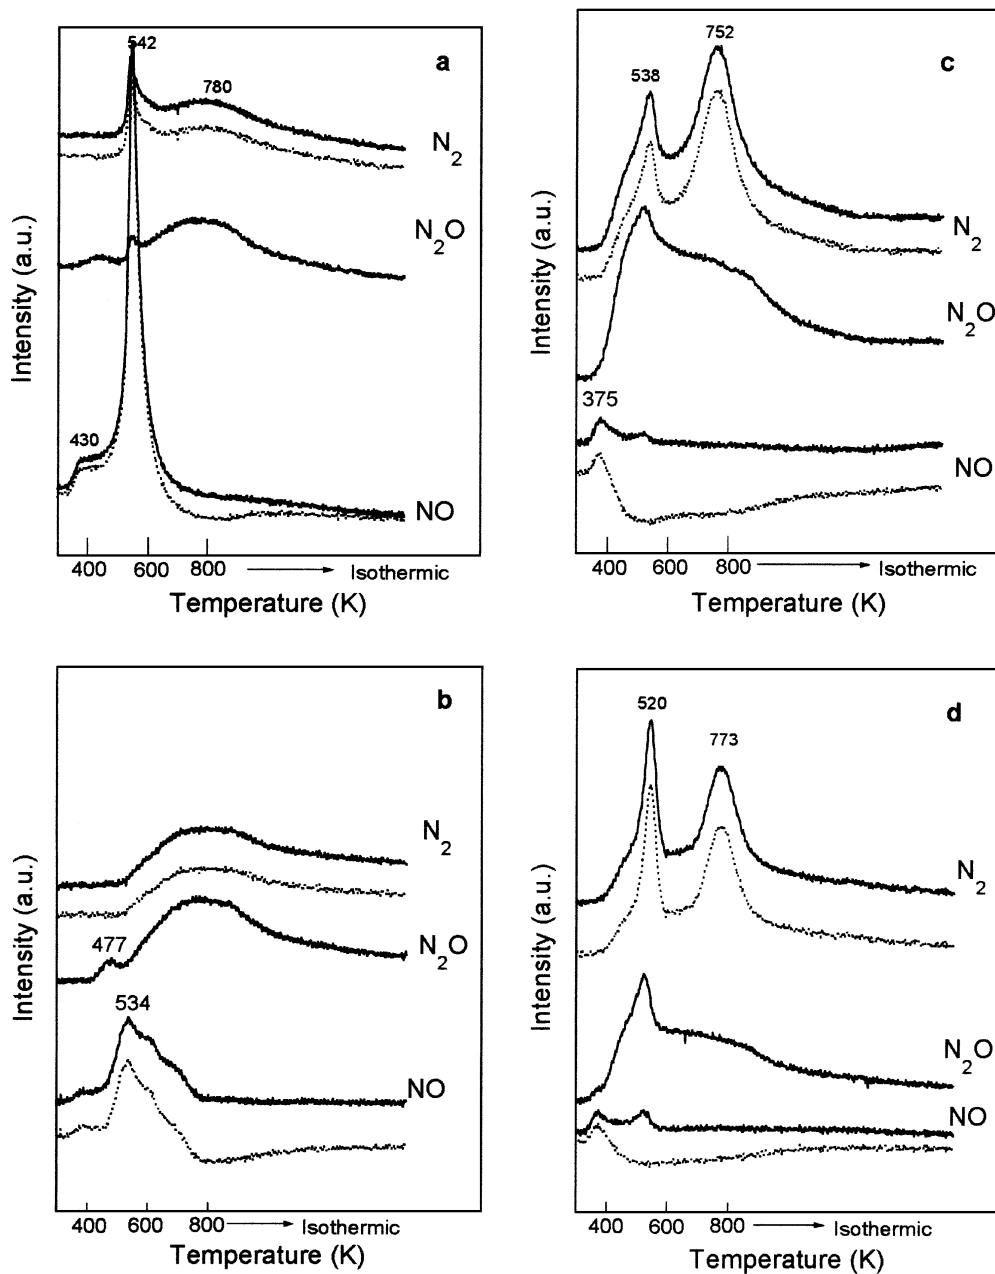 a
542
780
N2
N2O
430
NO
Intensity (a.u.)
400 600 800 Isothermic
Temperature (K)
c
752
538
N2
N2O
375
NO
Intensity (a.u.)
400 600 800 Isothermic
Temperature (K)
b
N2
477
N2O
534
NO
Intensity (a.u.)
400 600 800 Isothermic
Temperature (K)
d
520
773
N2
N2O
NO
Intensity (a.u.)
400 600 800 Isothermic
Temperature (K)